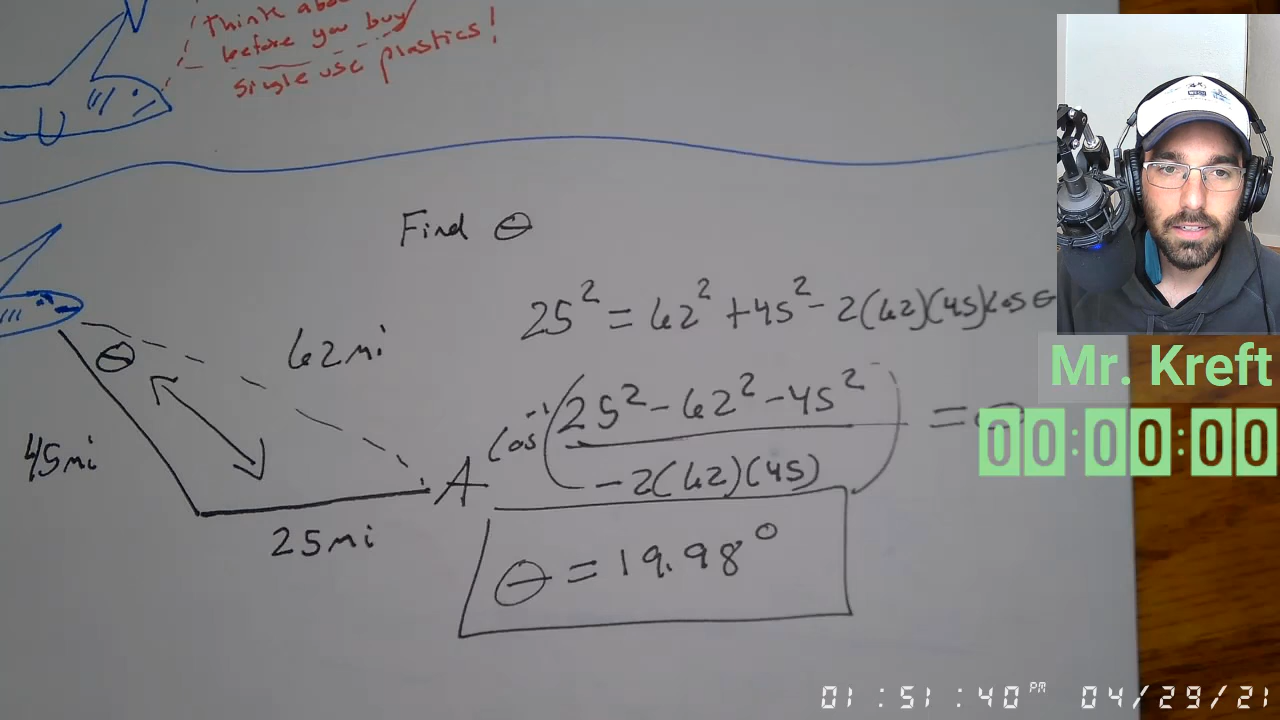 Think
before you buy
single use plastics!
Find θ
25² = 62² + 45² - 2(62)(45)cos θ
θ
62mi
45mi
25mi
A
cos⁻¹(25² - 62² - 45² / -2(62)(45)) = θ
θ = 19.98°
Mr. Kreft
00:00:00
01:51:40 PM 04/29/21